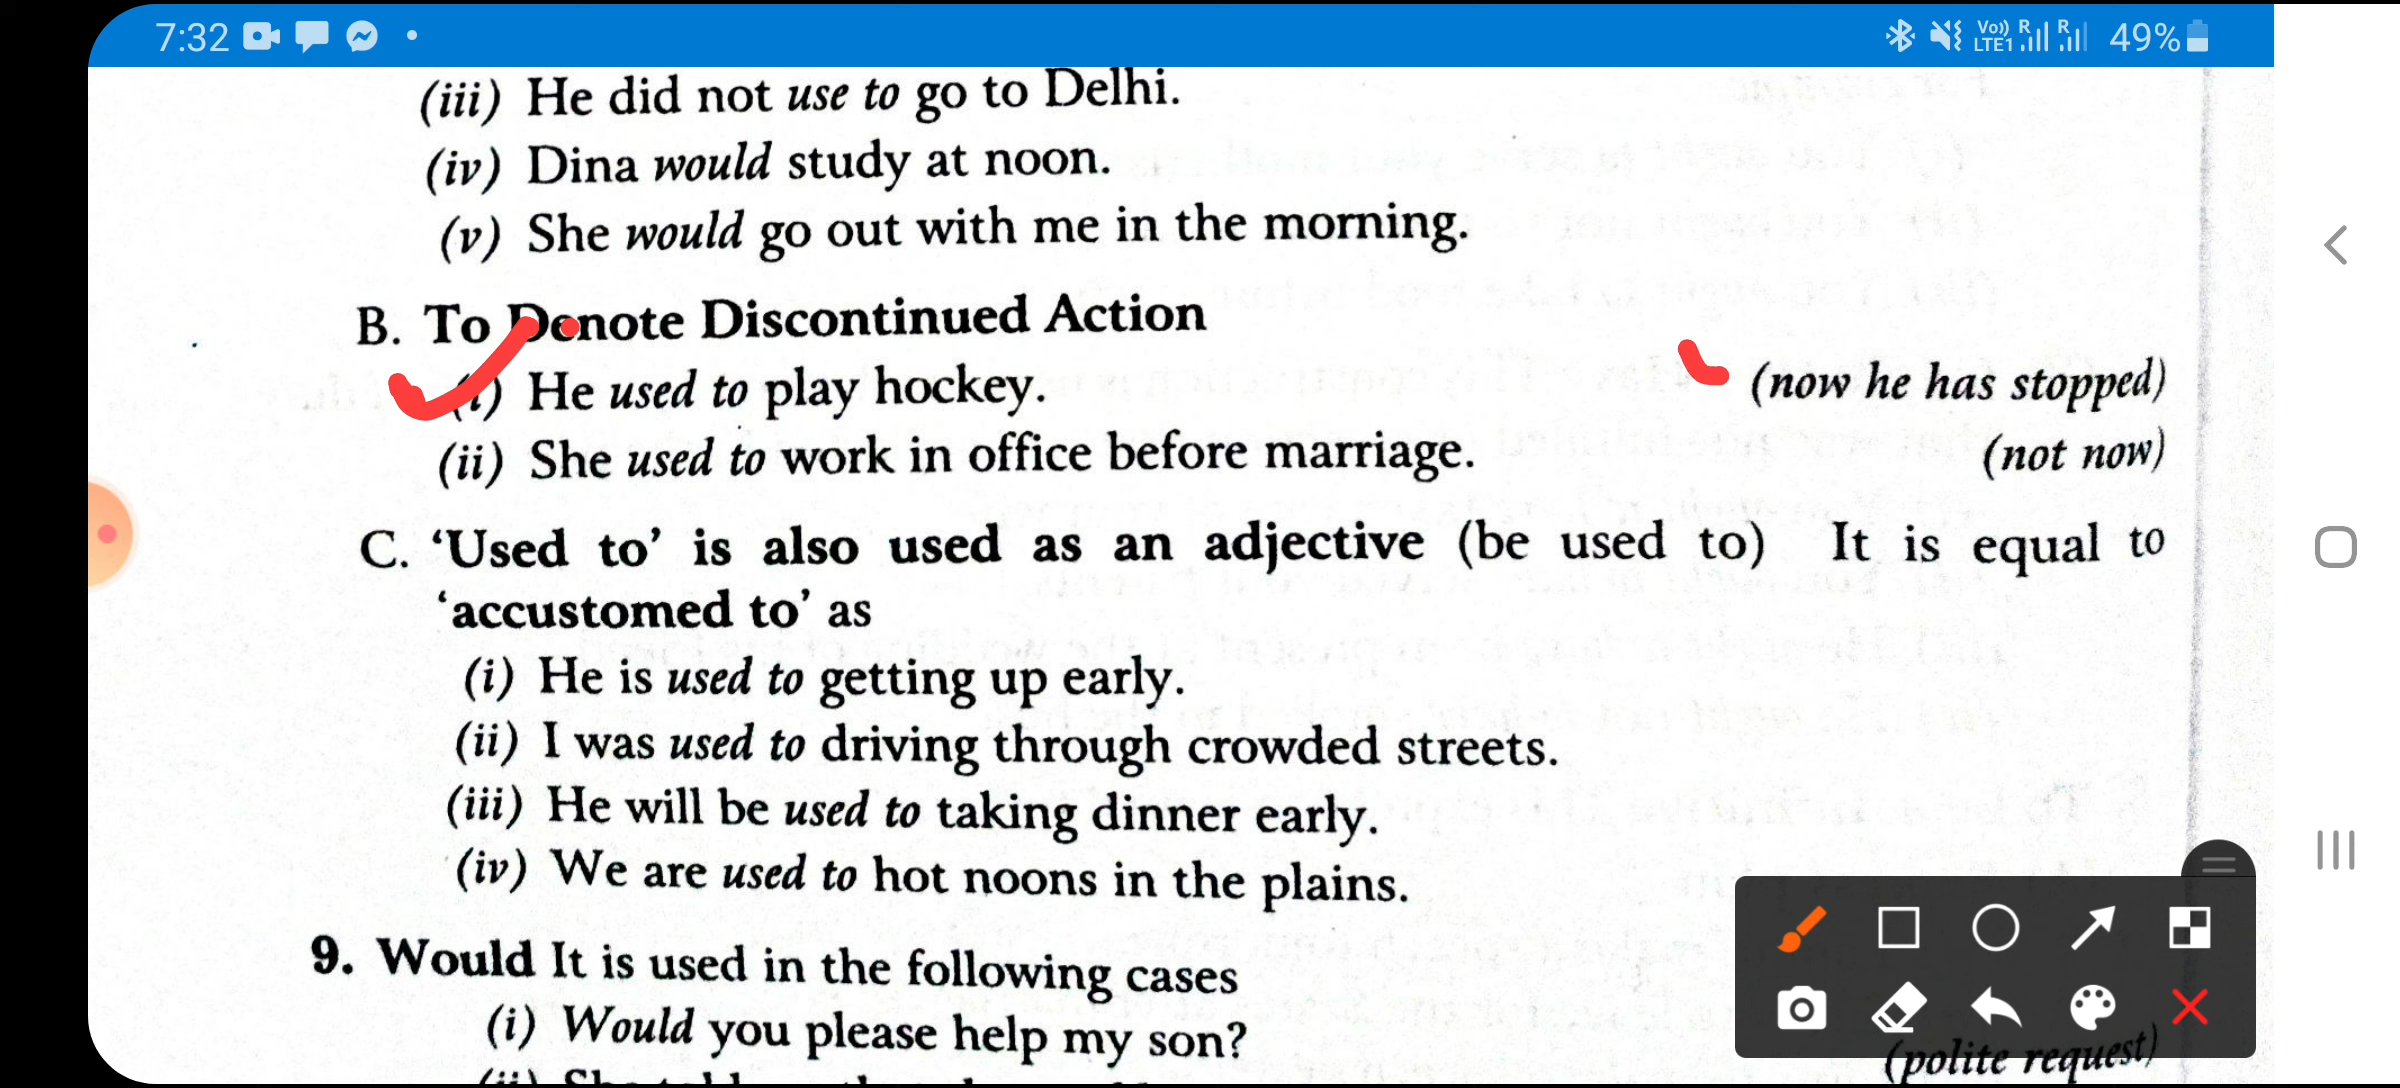 7:32
Vo)) R R
LTE1 49%
(iii) He did not use to go to Delhi.
(iv) Dina would study at noon.
(v) She would go out with me in the morning.
B. To Denote Discontinued Action
(i) He used to play hockey. (now he has stopped)
(ii) She used to work in office before marriage. (not now)
C. ‘Used to’ is also used as an adjective (be used to) It is equal to
‘accustomed to’ as
(i) He is used to getting up early.
(ii) I was used to driving through crowded streets.
(iii) He will be used to taking dinner early.
(iv) We are used to hot noons in the plains.
9. Would It is used in the following cases
(i) Would you please help my son? (polite request)